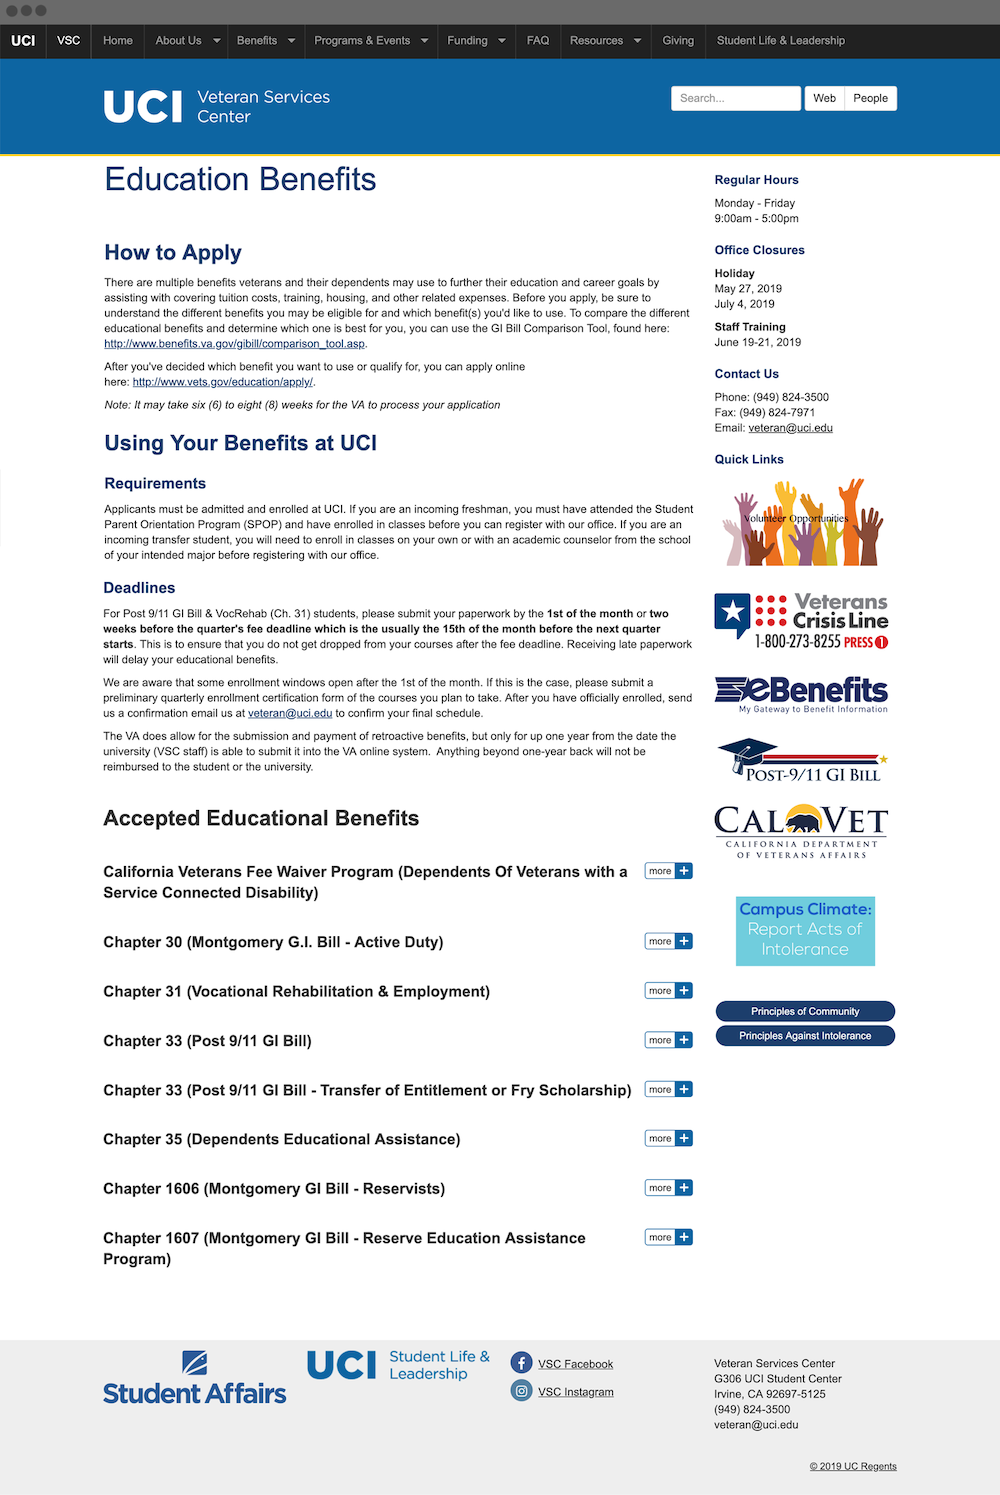 UCI VSC Home About Us Benefits Programs & Events Funding FAQ Resources Giving Student Life & Leadership
UCI Veteran Services
Center
Search... Web People
Education Benefits
How to Apply
There are multiple benefits veterans and their dependents may use to further their education and career goals by
assisting with covering tuition costs, training, housing, and other related expenses. Before you apply, be sure to
understand the different benefits you may be eligible for and which benefit(s) you'd like to use. To compare the different
educational benefits and determine which one is best for you, you can use the GI Bill Comparison Tool, found here:
http://www.benefits.va.gov/gibill/comparison_tool.asp.
After you've decided which benefit you want to use or qualify for, you can apply online
here: http://www.vets.gov/education/apply/.
Note: It may take six (6) to eight (8) weeks for the VA to process your application
Using Your Benefits at UCI
Requirements
Applicants must be admitted and enrolled at UCI. If you are an incoming freshman, you must have attended the Student
Parent Orientation Program (SPOP) and have enrolled in classes before you can register with our office. If you are an
incoming transfer student, you will need to enroll in classes on your own or with an academic counselor from the school
of your intended major before registering with our office.
Deadlines
For Post 9/11 GI Bill & VocRehab (Ch. 31) students, please submit your paperwork by the 1st of the month or two
weeks before the quarter's fee deadline which is the usually the 15th of the month before the next quarter
starts. This is to ensure that you do not get dropped from your courses after the fee deadline. Receiving late paperwork
will delay your educational benefits.
We are aware that some enrollment windows open after the 1st of the month. If this is the case, please submit a
preliminary quarterly enrollment certification form of the courses you plan to take. After you have officially enrolled, send
us a confirmation email us at veteran@uci.edu to confirm your final schedule.
The VA does allow for the submission and payment of retroactive benefits, but only for up one year from the date the
university (VSC staff) is able to submit it into the VA online system. Anything beyond one-year back will not be
reimbursed to the student or the university.
Accepted Educational Benefits
California Veterans Fee Waiver Program (Dependents Of Veterans with a
Service Connected Disability)
more +
Chapter 30 (Montgomery G.I. Bill - Active Duty)
more +
Chapter 31 (Vocational Rehabilitation & Employment)
more +
Chapter 33 (Post 9/11 GI Bill)
more +
Chapter 33 (Post 9/11 GI Bill - Transfer of Entitlement or Fry Scholarship)
more +
Chapter 35 (Dependents Educational Assistance)
more +
Chapter 1606 (Montgomery GI Bill - Reservists)
more +
Chapter 1607 (Montgomery GI Bill - Reserve Education Assistance
Program)
more +
Regular Hours
Monday - Friday
9:00am - 5:00pm
Office Closures
Holiday
May 27, 2019
July 4, 2019
Staff Training
June 19-21, 2019
Contact Us
Phone: (949) 824-3500
Fax: (949) 824-7971
Email: veteran@uci.edu
Quick Links
Volunteer Opportunities
Veterans
Crisis Line
1-800-273-8255 PRESS 1
eBenefits
My Gateway to Benefit Information
POST-9/11 GI BILL
CALVET
CALIFORNIA DEPARTMENT
OF VETERANS AFFAIRS
Campus Climate:
Report Acts of
Intolerance
Principles of Community
Principles Against Intolerance
Student Affairs
UCI Student Life &
Leadership
VSC Facebook
VSC Instagram
Veteran Services Center
G306 UCI Student Center
Irvine, CA 92697-5125
(949) 824-3500
veteran@uci.edu
© 2019 UC Regents